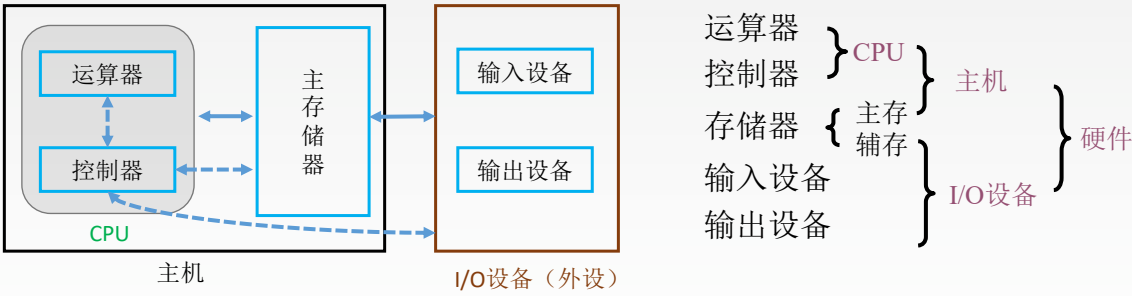 运算器
控制器
CPU
主存储器
主机
输入设备
输出设备
I/O设备（外设）
运算器
控制器
CPU
存储器
主存
辅存
主机
输入设备
输出设备
I/O设备
硬件